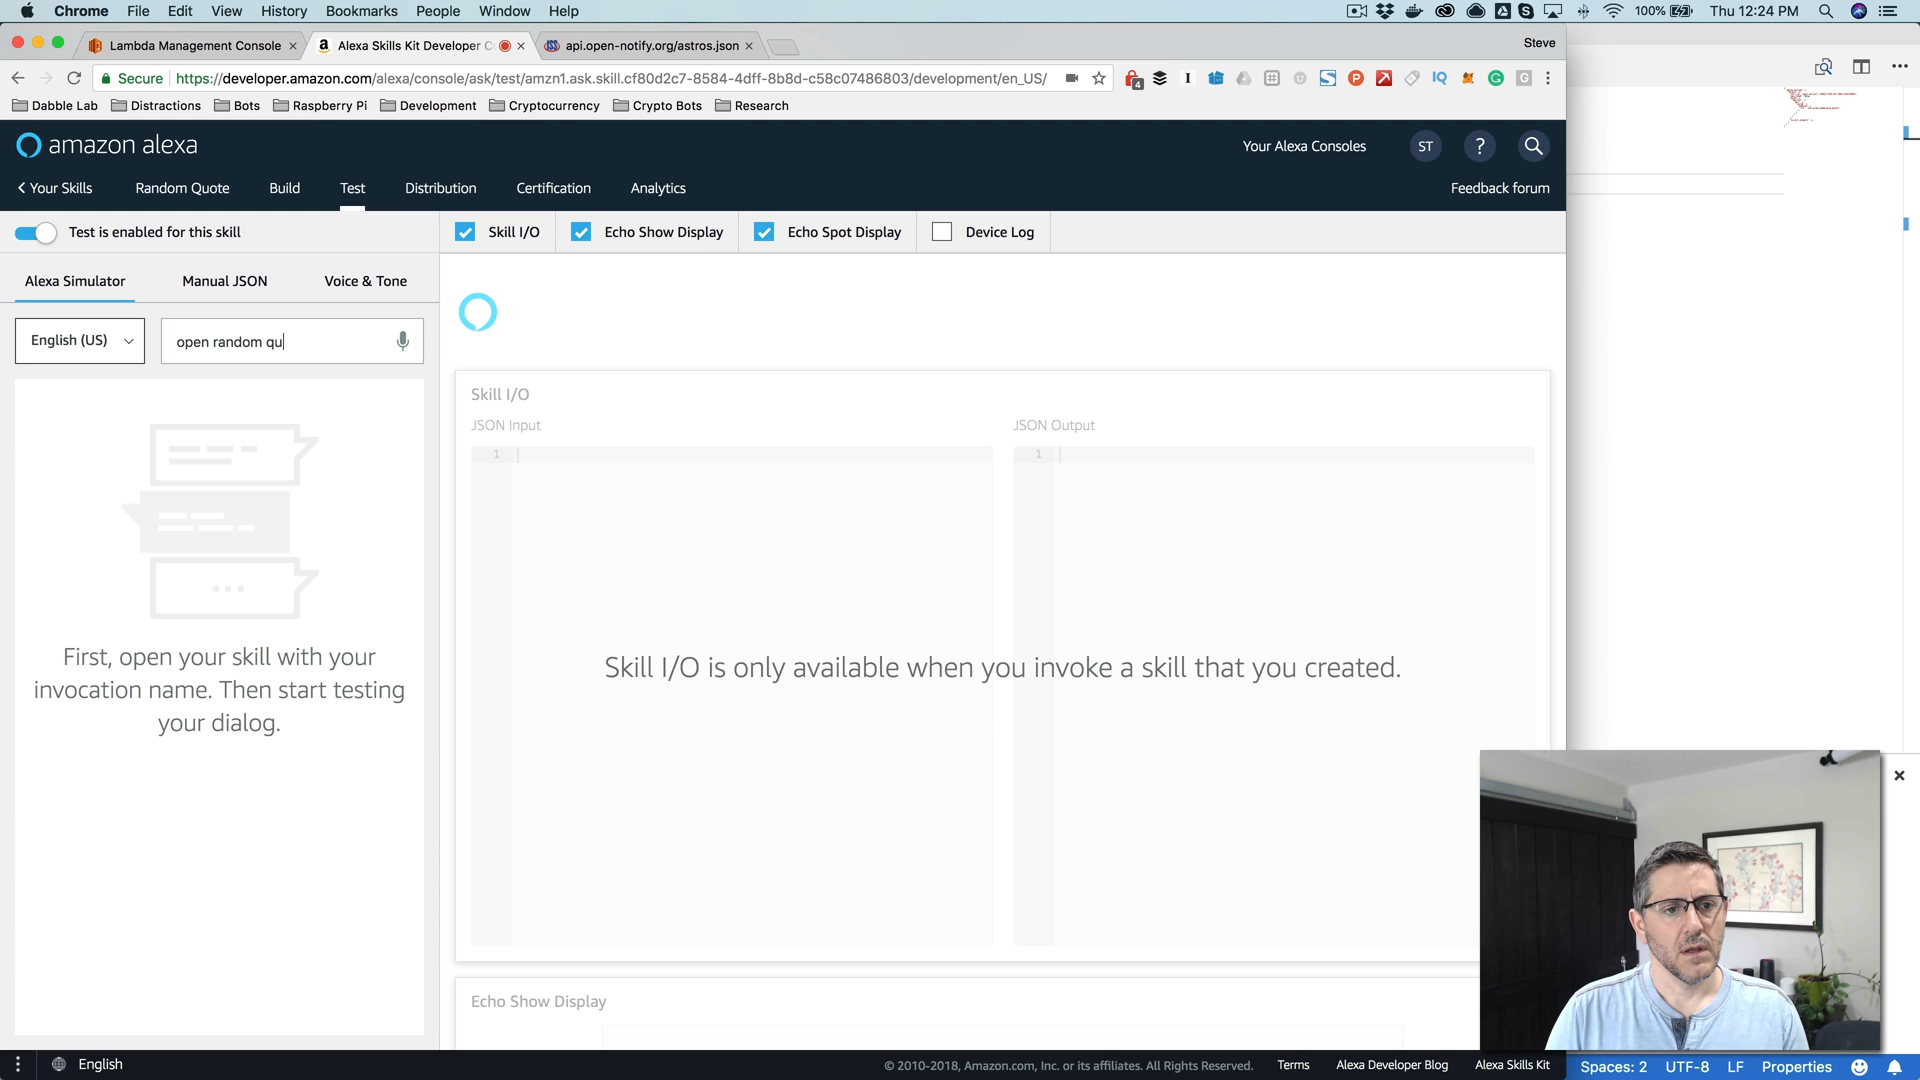 Chrome File Edit View History Bookmarks People Window Help 100% Thu 12:24 PM
Lambda Management Console Alexa Skills Kit Developer C api.open-notify.org/astros.json Steve
Secure https://developer.amazon.com/alexa/console/ask/test/amzn1.ask.skill.cf80d2c7-8584-4dff-8b8d-c58c07486803/development/en_US/
Dabble Lab Distractions Bots Raspberry Pi Development Cryptocurrency Crypto Bots Research
amazon alexa Your Alexa Consoles ST ?
Your Skills Random Quote Build Test Distribution Certification Analytics Feedback forum
Test is enabled for this skill Skill I/O Echo Show Display Echo Spot Display Device Log
Alexa Simulator Manual JSON Voice & Tone
English (US) open random qu
Skill I/O
JSON Input JSON Output
1 1
First, open your skill with your
invocation name. Then start testing
your dialog.
Skill I/O is only available when you invoke a skill that you created.
Echo Show Display
English © 2010-2018, Amazon.com, Inc. or its affiliates. All Rights Reserved. Terms Alexa Developer Blog Alexa Skills Kit
Spaces: 2 UTF-8 LF Properties